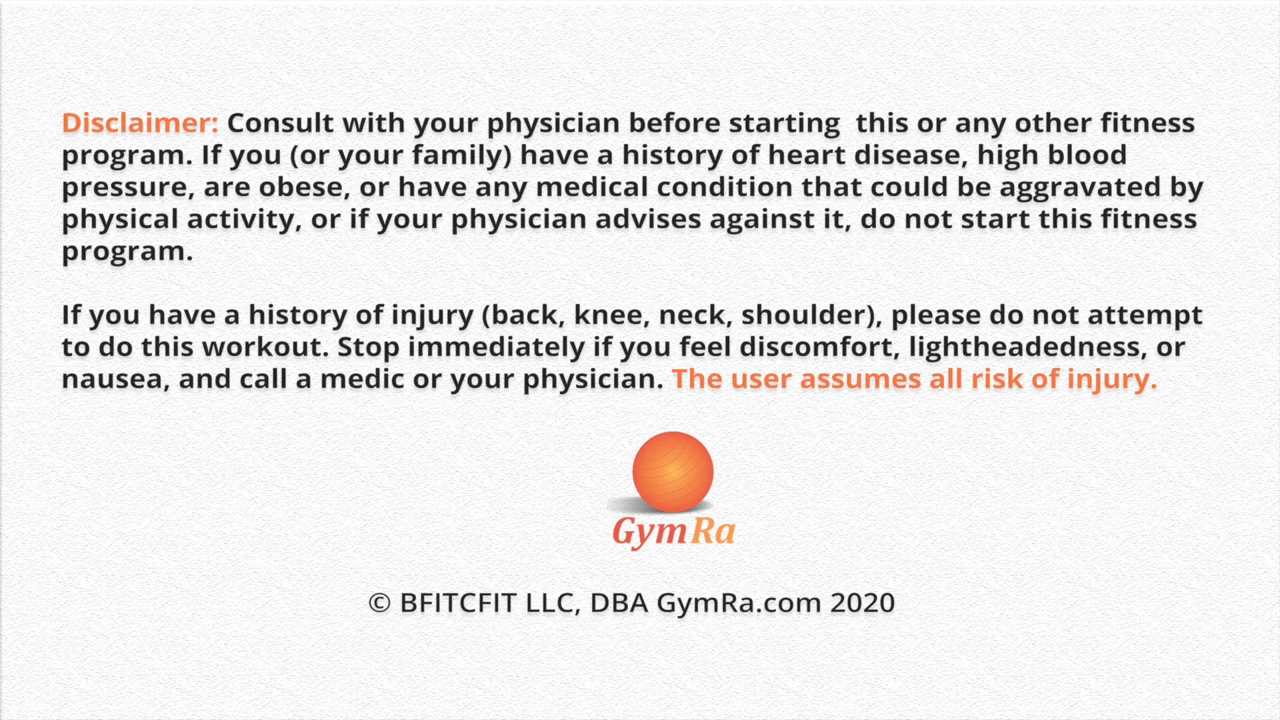 Disclaimer: Consult with your physician before starting  this or any other fitness
program. If you (or your family) have a history of heart disease, high blood
pressure, are obese, or have any medical condition that could be aggravated by
physical activity, or if your physician advises against it, do not start this fitness
program.
If you have a history of injury (back, knee, neck, shoulder), please do not attempt
to do this workout. Stop immediately if you feel discomfort, lightheadedness, or
nausea, and call a medic or your physician. The user assumes all risk of injury.
GymRa
© BFITCFIT LLC, DBA GymRa.com 2020